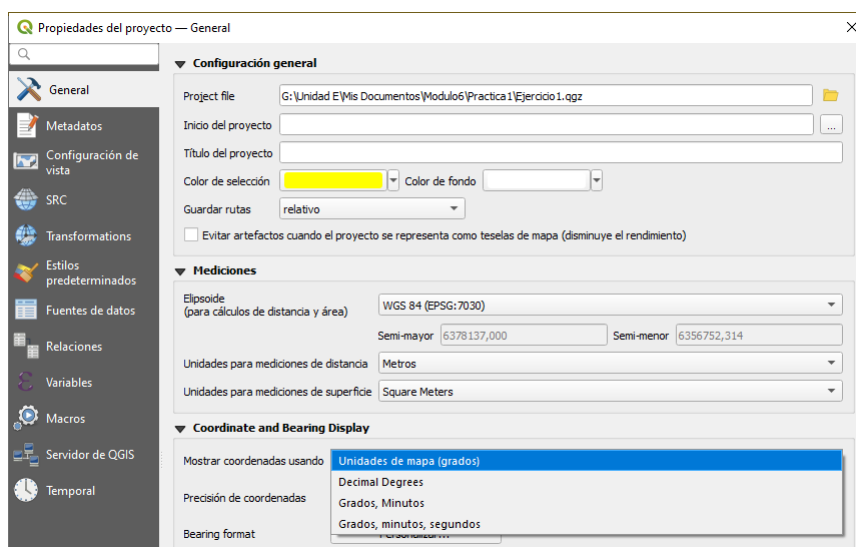 Propiedades del proyecto — General
General
Metadatos
Configuración de
vista
SRC
Transformations
Estilos
predeterminados
Fuentes de datos
Relaciones
Variables
Macros
Servidor de QGIS
Temporal
Configuración general
Project file G:\Unidad E\Mis Documentos\Modulo6\Practica1\Ejercicio1.qgz
Inicio del proyecto ...
Título del proyecto
Color de selección Color de fondo
Guardar rutas relativo
Evitar artefactos cuando el proyecto se representa como teselas de mapa (disminuye el rendimiento)
Mediciones
Elipsoide
(para cálculos de distancia y área) WGS 84 (EPSG:7030)
Semi-mayor 6378137,000 Semi-menor 6356752,314
Unidades para mediciones de distancia Metros
Unidades para mediciones de superficie Square Meters
Coordinate and Bearing Display
Mostrar coordenadas usando Unidades de mapa (grados)
Decimal Degrees
Precisión de coordenadas Grados, Minutos
Grados, minutos, segundos
Bearing format